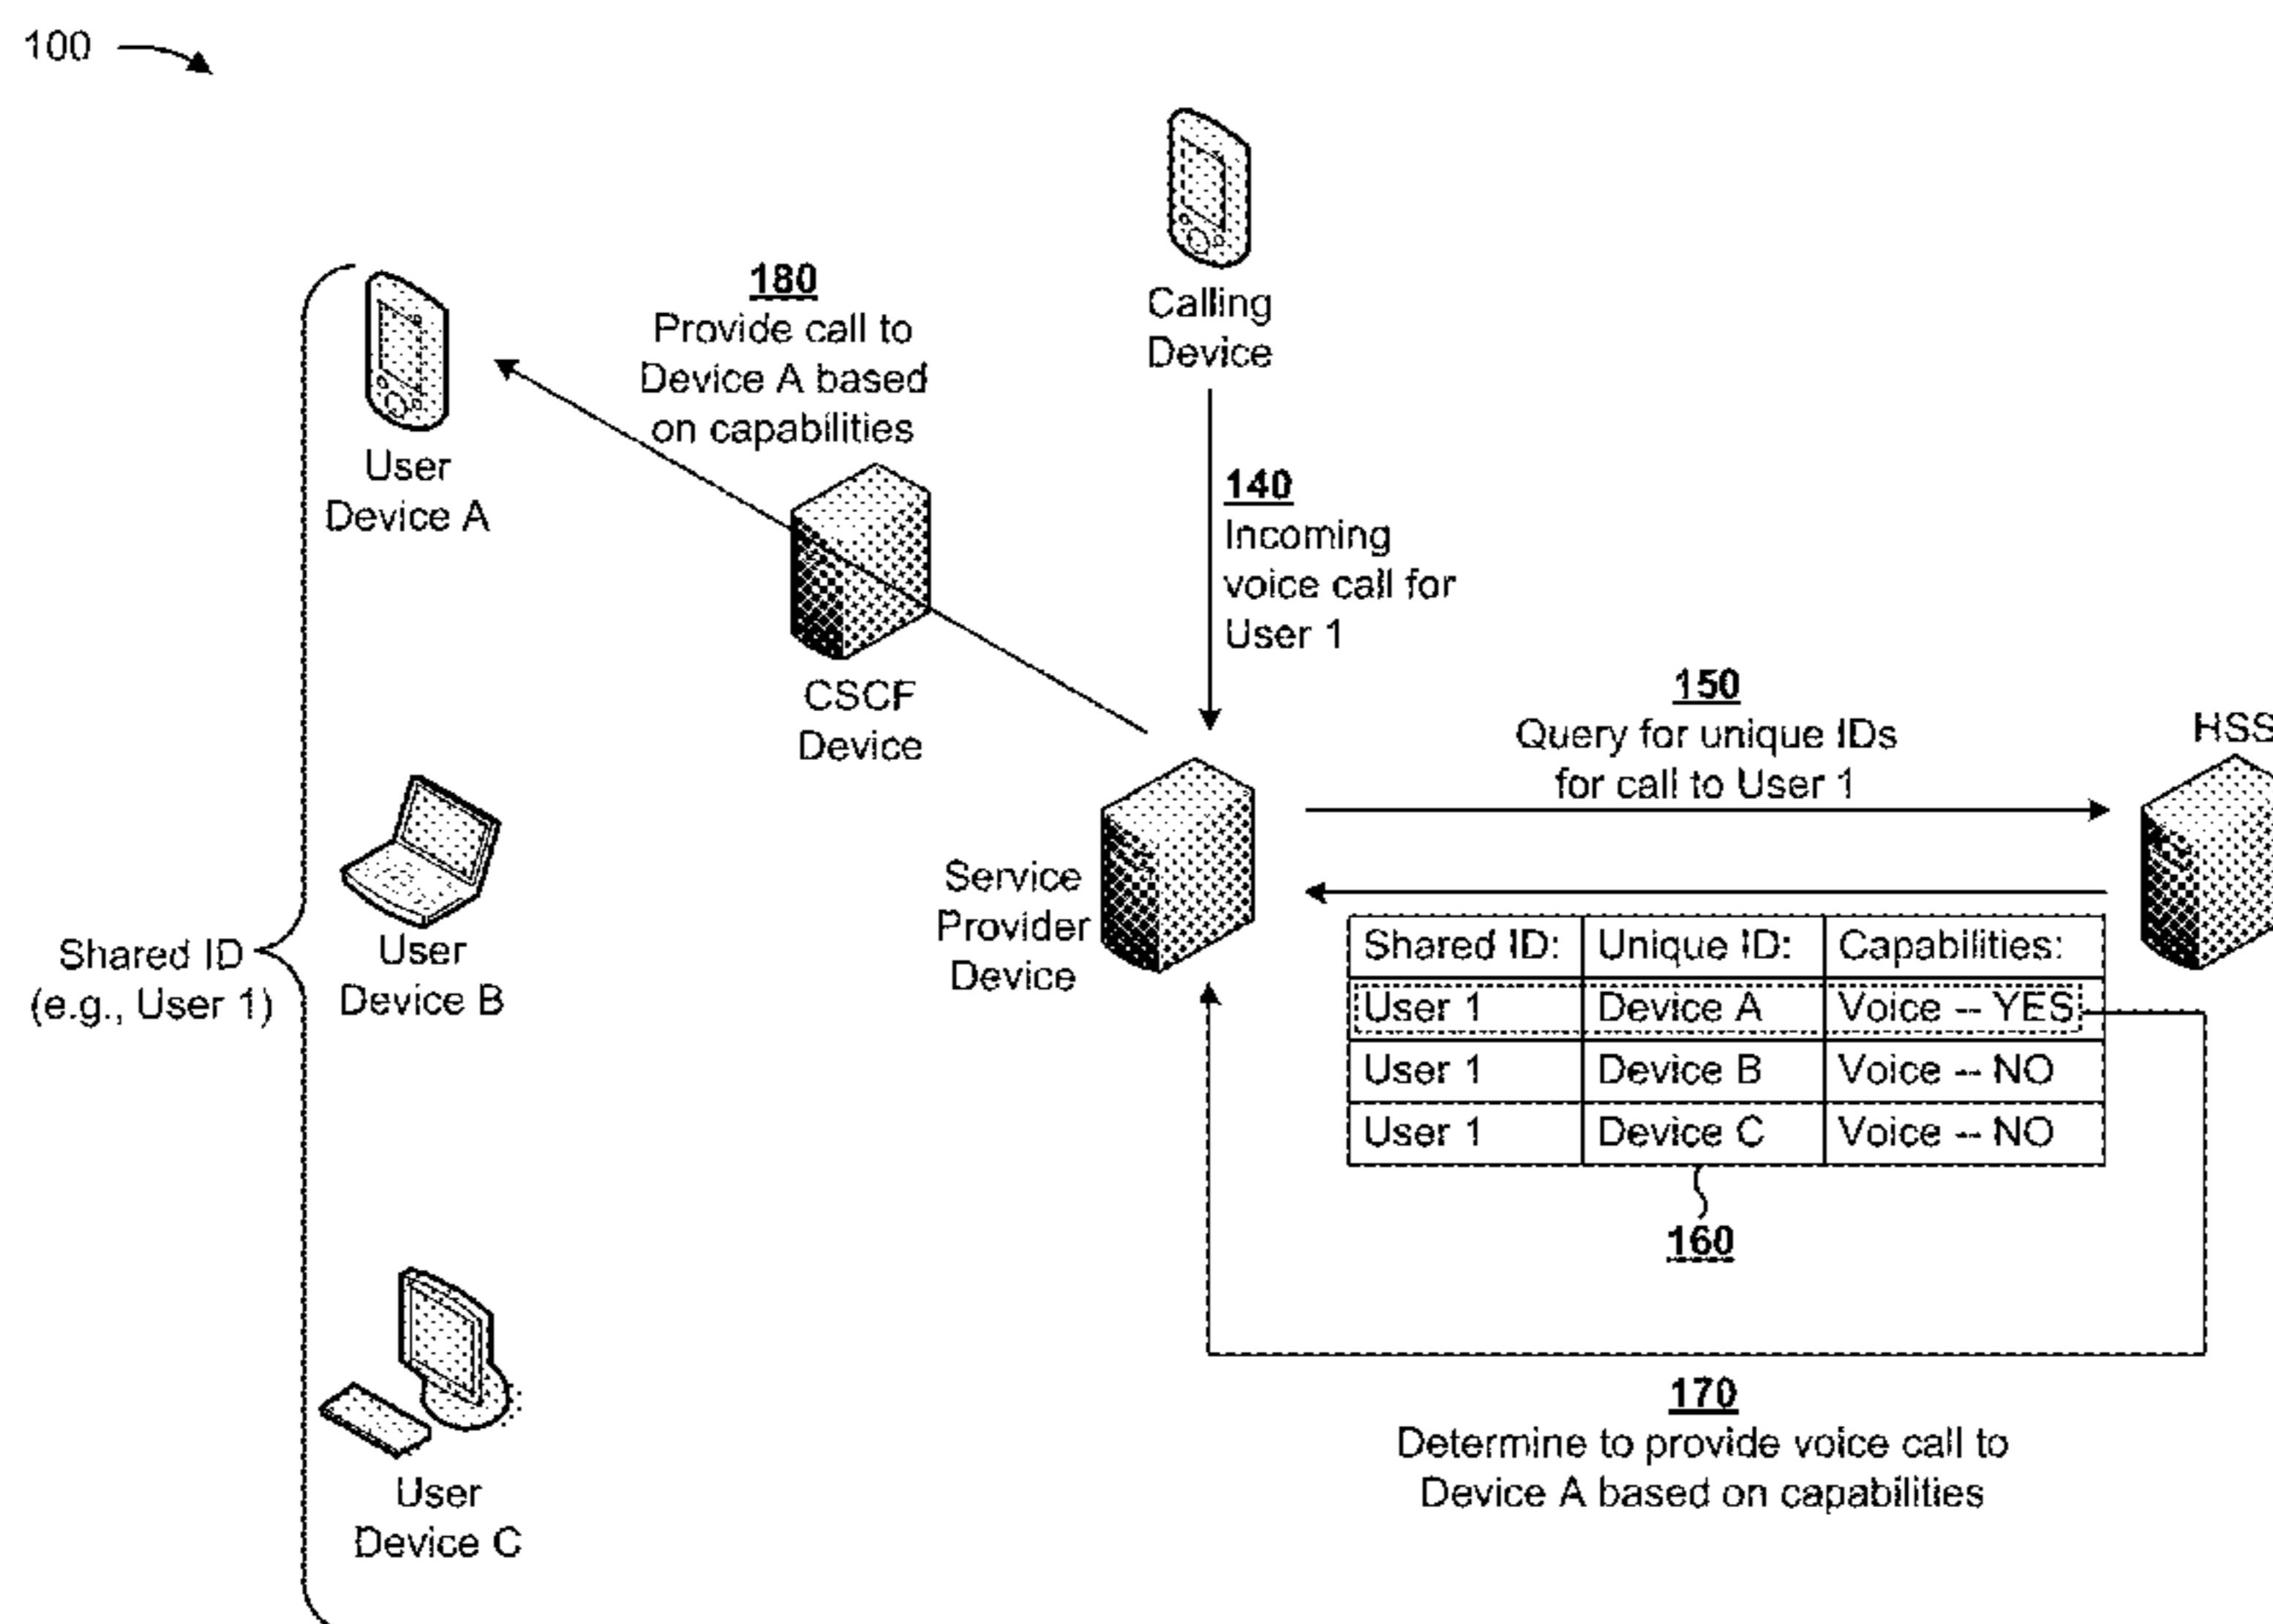 100
180
Provide call to
Device A based
on capabilities
Calling
Device
User
Device A
140
Incoming
voice call for
User 1
CSCF
Device
150
Query for unique IDs
for call to User 1
HSS
Service
Provider
Device
Shared ID
(e.g., User 1)
User
Device B
Shared ID: Unique ID: Capabilities:
User 1 Device A Voice -- YES
User 1 Device B Voice -- NO
User 1 Device C Voice -- NO
160
170
Determine to provide voice call to
Device A based on capabilities
User
Device C